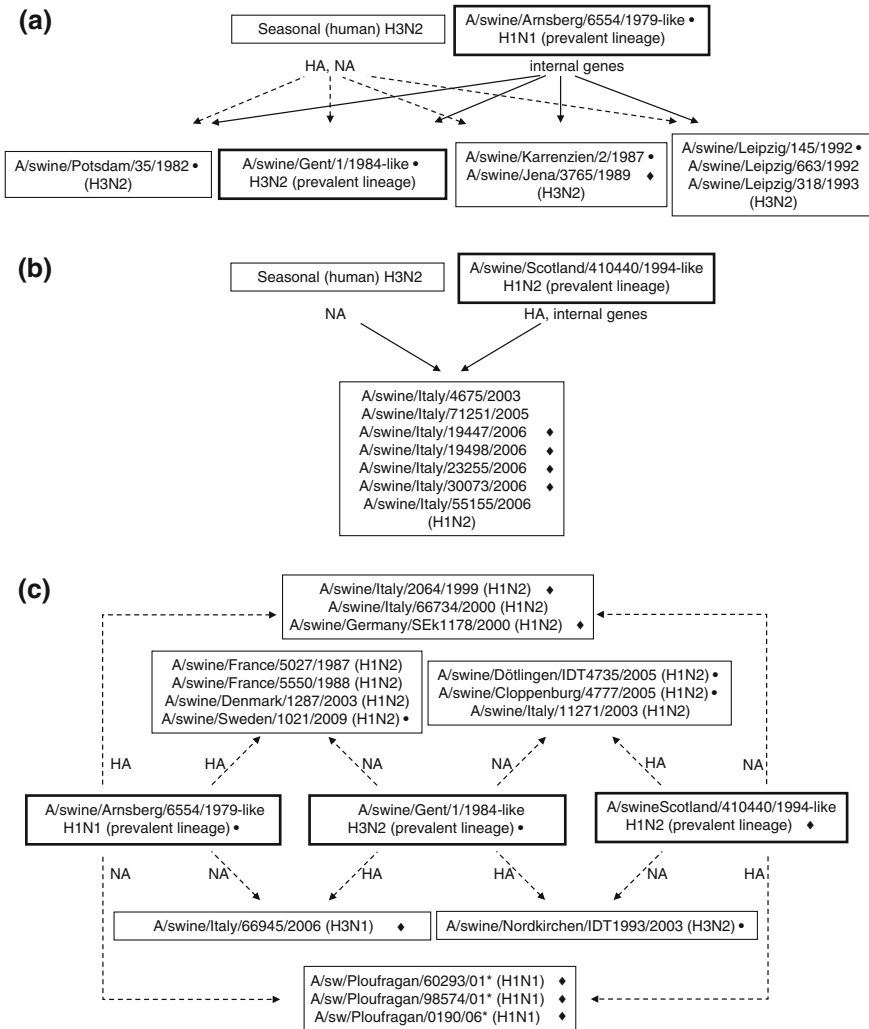 (a)
Seasonal (human) H3N2
A/swine/Arnsberg/6554/1979-like •
H1N1 (prevalent lineage)
HA, NA
internal genes
A/swine/Potsdam/35/1982 •
(H3N2)
A/swine/Gent/1/1984-like •
H3N2 (prevalent lineage)
A/swine/Karrenzien/2/1987 •
A/swine/Jena/3765/1989 ♦
(H3N2)
A/swine/Leipzig/145/1992 •
A/swine/Leipzig/663/1992
A/swine/Leipzig/318/1993
(H3N2)
(b)
Seasonal (human) H3N2
A/swine/Scotland/410440/1994-like
H1N2 (prevalent lineage)
NA
HA, internal genes
A/swine/Italy/4675/2003
A/swine/Italy/71251/2005
A/swine/Italy/19447/2006 ♦
A/swine/Italy/19498/2006 ♦
A/swine/Italy/23255/2006 ♦
A/swine/Italy/30073/2006 ♦
A/swine/Italy/55155/2006
(H1N2)
(c)
A/swine/Italy/2064/1999 (H1N2) ♦
A/swine/Italy/66734/2000 (H1N2)
A/swine/Germany/SEk1178/2000 (H1N2) ♦
A/swine/France/5027/1987 (H1N2)
A/swine/France/5550/1988 (H1N2)
A/swine/Denmark/1287/2003 (H1N2)
A/swine/Sweden/1021/2009 (H1N2) •
A/swine/Dötlingen/IDT4735/2005 (H1N2) •
A/swine/Cloppenburg/4777/2005 (H1N2) •
A/swine/Italy/11271/2003 (H1N2)
HA HA NA NA HA NA
A/swine/Arnsberg/6554/1979-like
H1N1 (prevalent lineage) •
A/swine/Gent/1/1984-like
H3N2 (prevalent lineage) •
A/swineScotland/410440/1994-like
H1N2 (prevalent lineage) ♦
NA NA HA HA NA HA
A/swine/Italy/66945/2006 (H3N1) ♦
A/swine/Nordkirchen/IDT1993/2003 (H3N2) •
A/sw/Ploufragan/60293/01* (H1N1) ♦
A/sw/Ploufragan/98574/01* (H1N1) ♦
A/sw/Ploufragan/0190/06* (H1N1) ♦